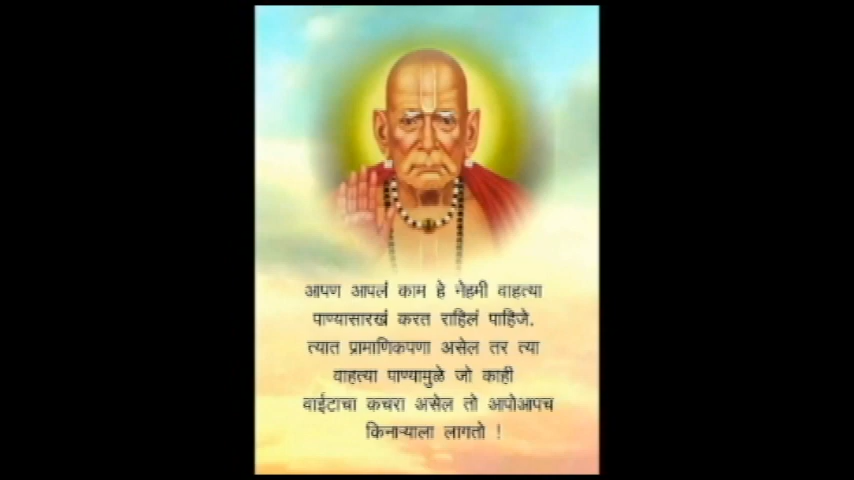 आपण आपलं काम हे नेहमी वाहत्या
पाण्यासारखं करत राहिलं पाहिजे.
त्यात प्रामाणिकपणा असेल तर त्या
वाहत्या पाण्यामुळे जो काही
वाईटाचा कचरा असेल तो आपोआपच
किनाऱ्याला लागतो !